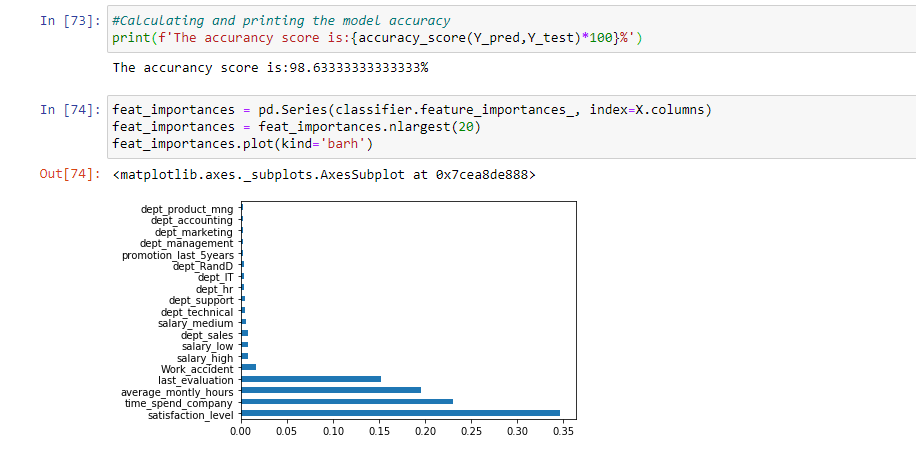 In [73]: #Calculating and printing the model accuracy
print(f'The accurancy score is:{accuracy_score(Y_pred,Y_test)*100}%')
The accurancy score is:98.63333333333333%
In [74]: feat_importances = pd.Series(classifier.feature_importances_, index=X.columns)
feat_importances = feat_importances.nlargest(20)
feat_importances.plot(kind='barh')
Out[74]: <matplotlib.axes._subplots.AxesSubplot at 0x7cea8de888>
dept_product_mng
dept_accounting
dept_marketing
dept_management
promotion_last_5years
dept_RandD
dept_IT
dept_hr
dept_support
dept_technical
salary_medium
dept_sales
salary_low
salary_high
Work_accident
last_evaluation
average_montly_hours
time_spend_company
satisfaction_level
0.00 0.05 0.10 0.15 0.20 0.25 0.30 0.35